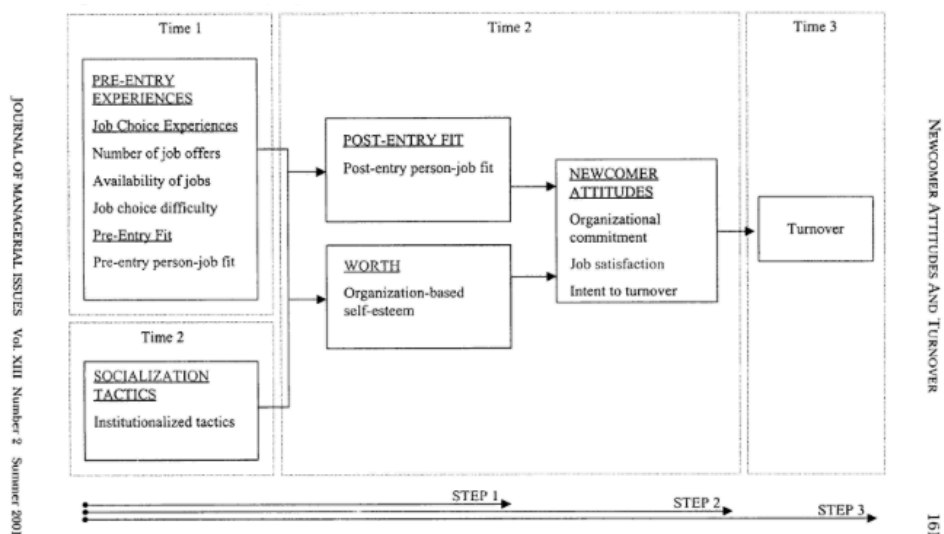 Time 1
PRE-ENTRY
EXPERIENCES
Job Choice Experiences
Number of job offers
Availability of jobs
Job choice difficulty
Pre-Entry Fit
Pre-entry person-job fit
Time 2
SOCIALIZATION
TACTICS
Institutionalized tactics
Time 2
POST-ENTRY FIT
Post-entry person-job fit
WORTH
Organization-based
self-esteem
NEWCOMER
ATTITUDES
Organizational
commitment
Job satisfaction
Intent to turnover
Time 3
Turnover
STEP 1
STEP 2
STEP 3
JOURNAL OF MANAGERIAL ISSUES Vol. XIII Number 2 Summer 2001
NEWCOMER ATTITUDES AND TURNOVER
161